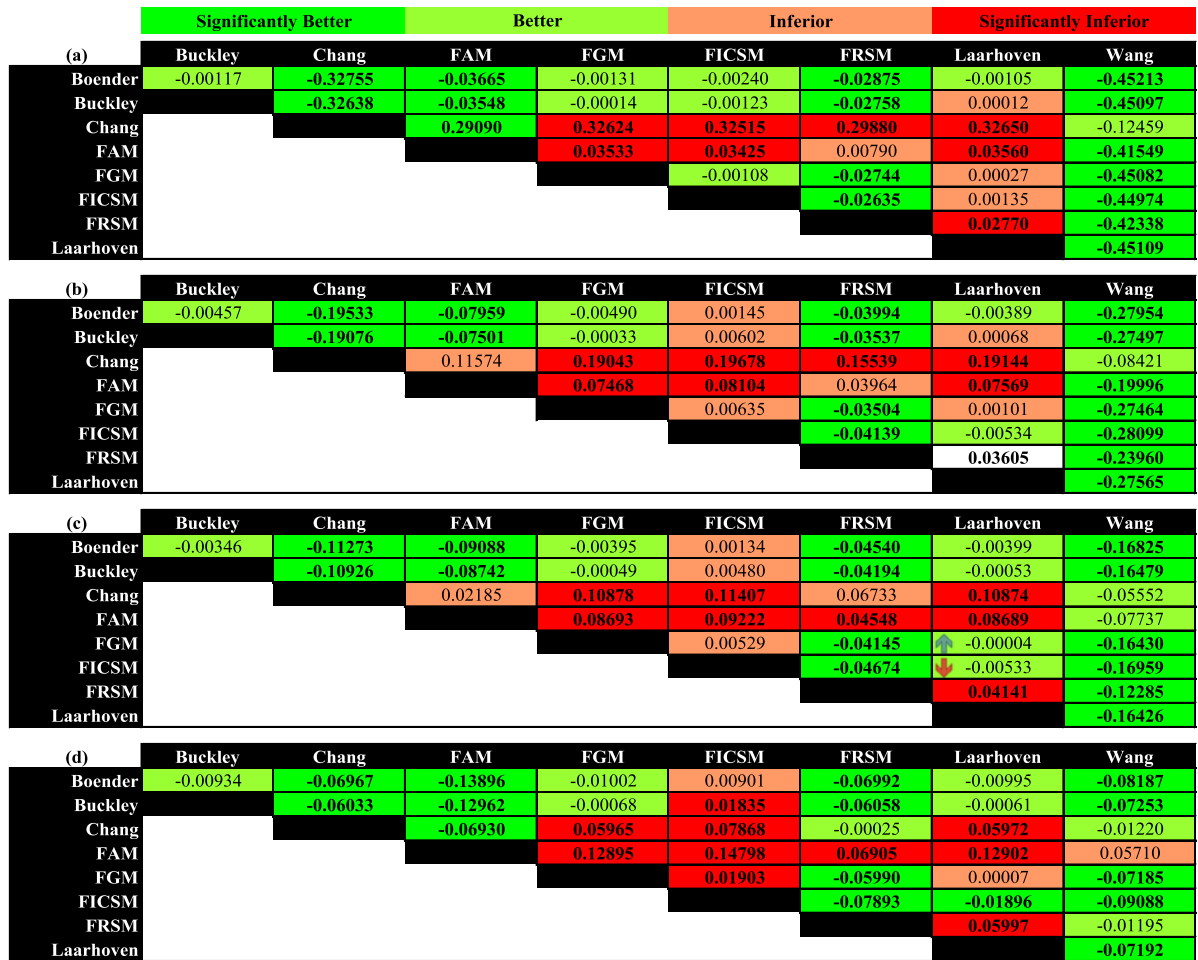 Significantly Better Better Inferior Significantly Inferior
(a) Buckley Chang FAM FGM FICSM FRSM Laarhoven Wang
Boender -0.00117 -0.32755 -0.03665 -0.00131 -0.00240 -0.02875 -0.00105 -0.45213
Buckley -0.32638 -0.03548 -0.00014 -0.00123 -0.02758 0.00012 -0.45097
Chang 0.29090 0.32624 0.32515 0.29880 0.32650 -0.12459
FAM 0.03533 0.03425 0.00790 0.03560 -0.41549
FGM -0.00108 -0.02744 0.00027 -0.45082
FICSM -0.02635 0.00135 -0.44974
FRSM 0.02770 -0.42338
Laarhoven -0.45109
(b) Buckley Chang FAM FGM FICSM FRSM Laarhoven Wang
Boender -0.00457 -0.19533 -0.07959 -0.00490 0.00145 -0.03994 -0.00389 -0.27954
Buckley -0.19076 -0.07501 -0.00033 0.00602 -0.03537 0.00068 -0.27497
Chang 0.11574 0.19043 0.19678 0.15539 0.19144 -0.08421
FAM 0.07468 0.08104 0.03964 0.07569 -0.19996
FGM 0.00635 -0.03504 0.00101 -0.27464
FICSM -0.04139 -0.00534 -0.28099
FRSM 0.03605 -0.23960
Laarhoven -0.27565
(c) Buckley Chang FAM FGM FICSM FRSM Laarhoven Wang
Boender -0.00346 -0.11273 -0.09088 -0.00395 0.00134 -0.04540 -0.00399 -0.16825
Buckley -0.10926 -0.08742 -0.00049 0.00480 -0.04194 -0.00053 -0.16479
Chang 0.02185 0.10878 0.11407 0.06733 0.10874 -0.05552
FAM 0.08693 0.09222 0.04548 0.08689 -0.07737
FGM 0.00529 -0.04145 -0.00004 -0.16430
FICSM -0.04674 -0.00533 -0.16959
FRSM 0.04141 -0.12285
Laarhoven -0.16426
(d) Buckley Chang FAM FGM FICSM FRSM Laarhoven Wang
Boender -0.00934 -0.06967 -0.13896 -0.01002 0.00901 -0.06992 -0.00995 -0.08187
Buckley -0.06033 -0.12962 -0.00068 0.01835 -0.06058 -0.00061 -0.07253
Chang -0.06930 0.05965 0.07868 -0.00025 0.05972 -0.01220
FAM 0.12895 0.14798 0.06905 0.12902 0.05710
FGM 0.01903 -0.05990 0.00007 -0.07185
FICSM -0.07893 -0.01896 -0.09088
FRSM 0.05997 -0.01195
Laarhoven -0.07192